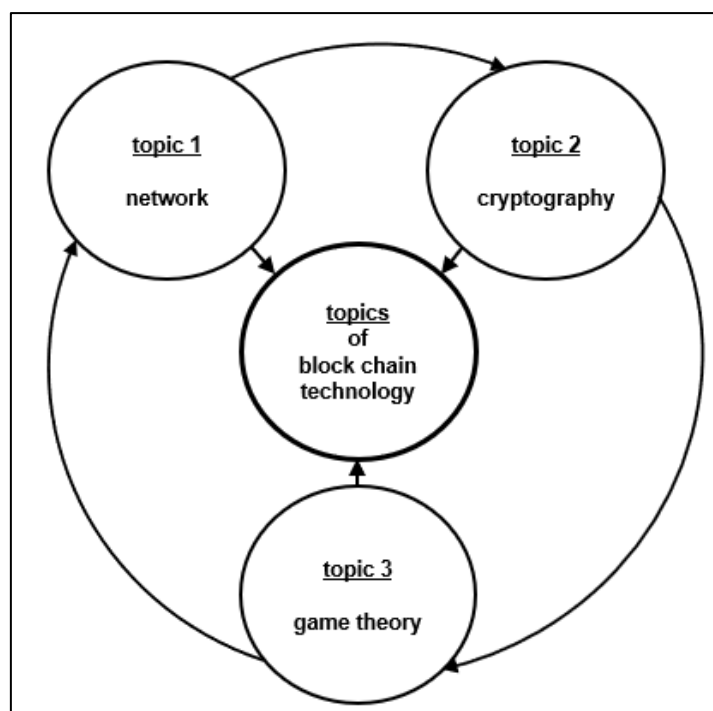 topic 1
network
topic 2
cryptography
topics
of
block chain
technology
topic 3
game theory